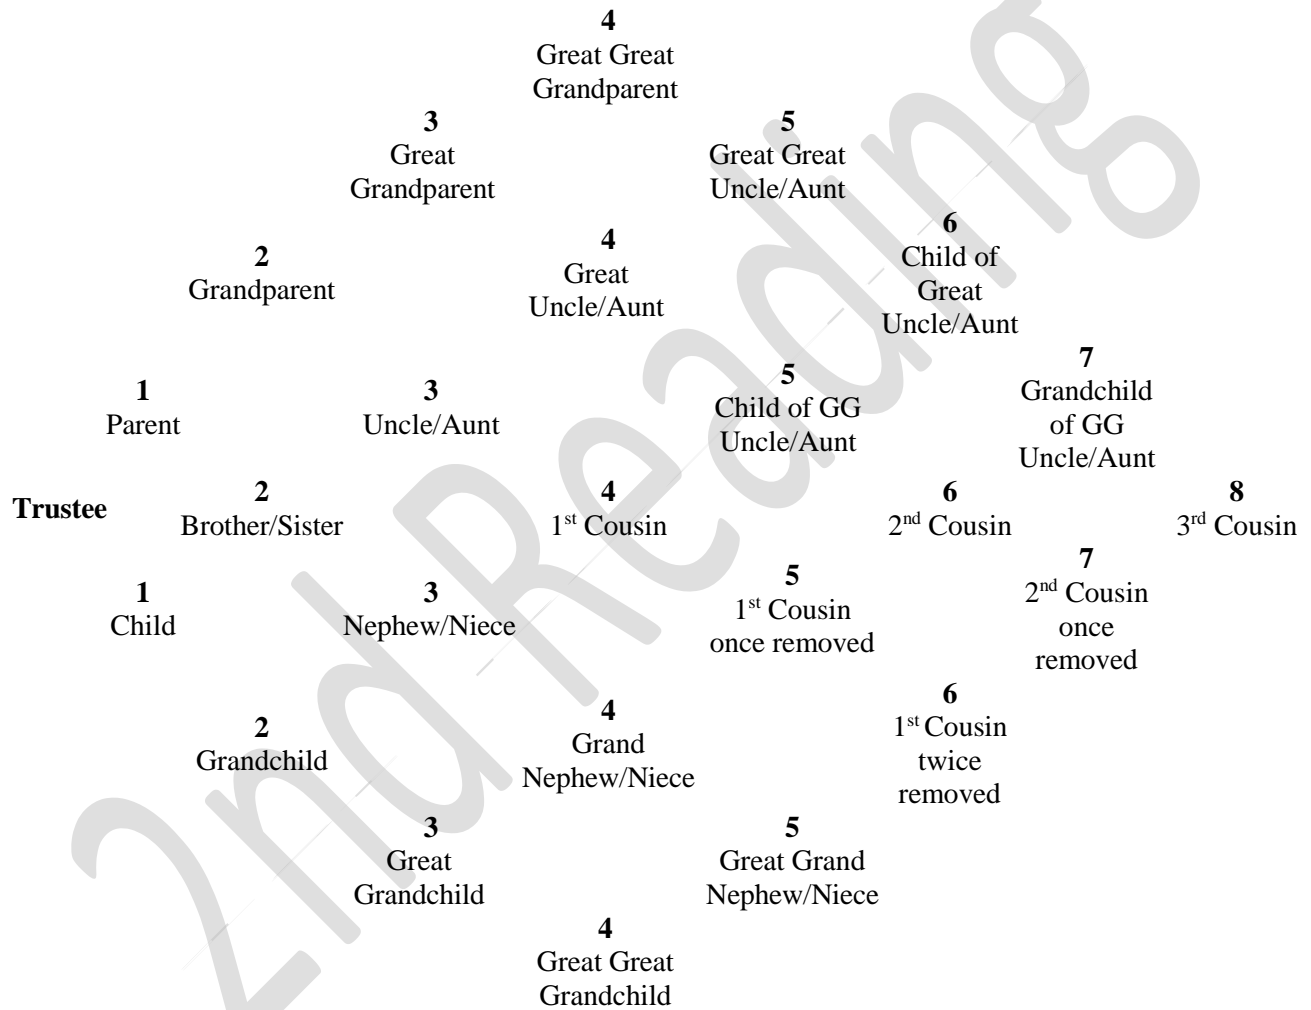 4
Great Great
Grandparent
3
Great
Grandparent
5
Great Great
Uncle/Aunt
2
Grandparent
4
Great
Uncle/Aunt
6
Child of
Great
Uncle/Aunt
1
Parent
3
Uncle/Aunt
5
Child of GG
Uncle/Aunt
7
Grandchild
of GG
Uncle/Aunt
Trustee
2
Brother/Sister
4
1st Cousin
6
2nd Cousin
8
3rd Cousin
1
Child
3
Nephew/Niece
5
1st Cousin
once removed
7
2nd Cousin
once
removed
2
Grandchild
4
Grand
Nephew/Niece
6
1st Cousin
twice
removed
3
Great
Grandchild
5
Great Grand
Nephew/Niece
4
Great Great
Grandchild
2nd Reading